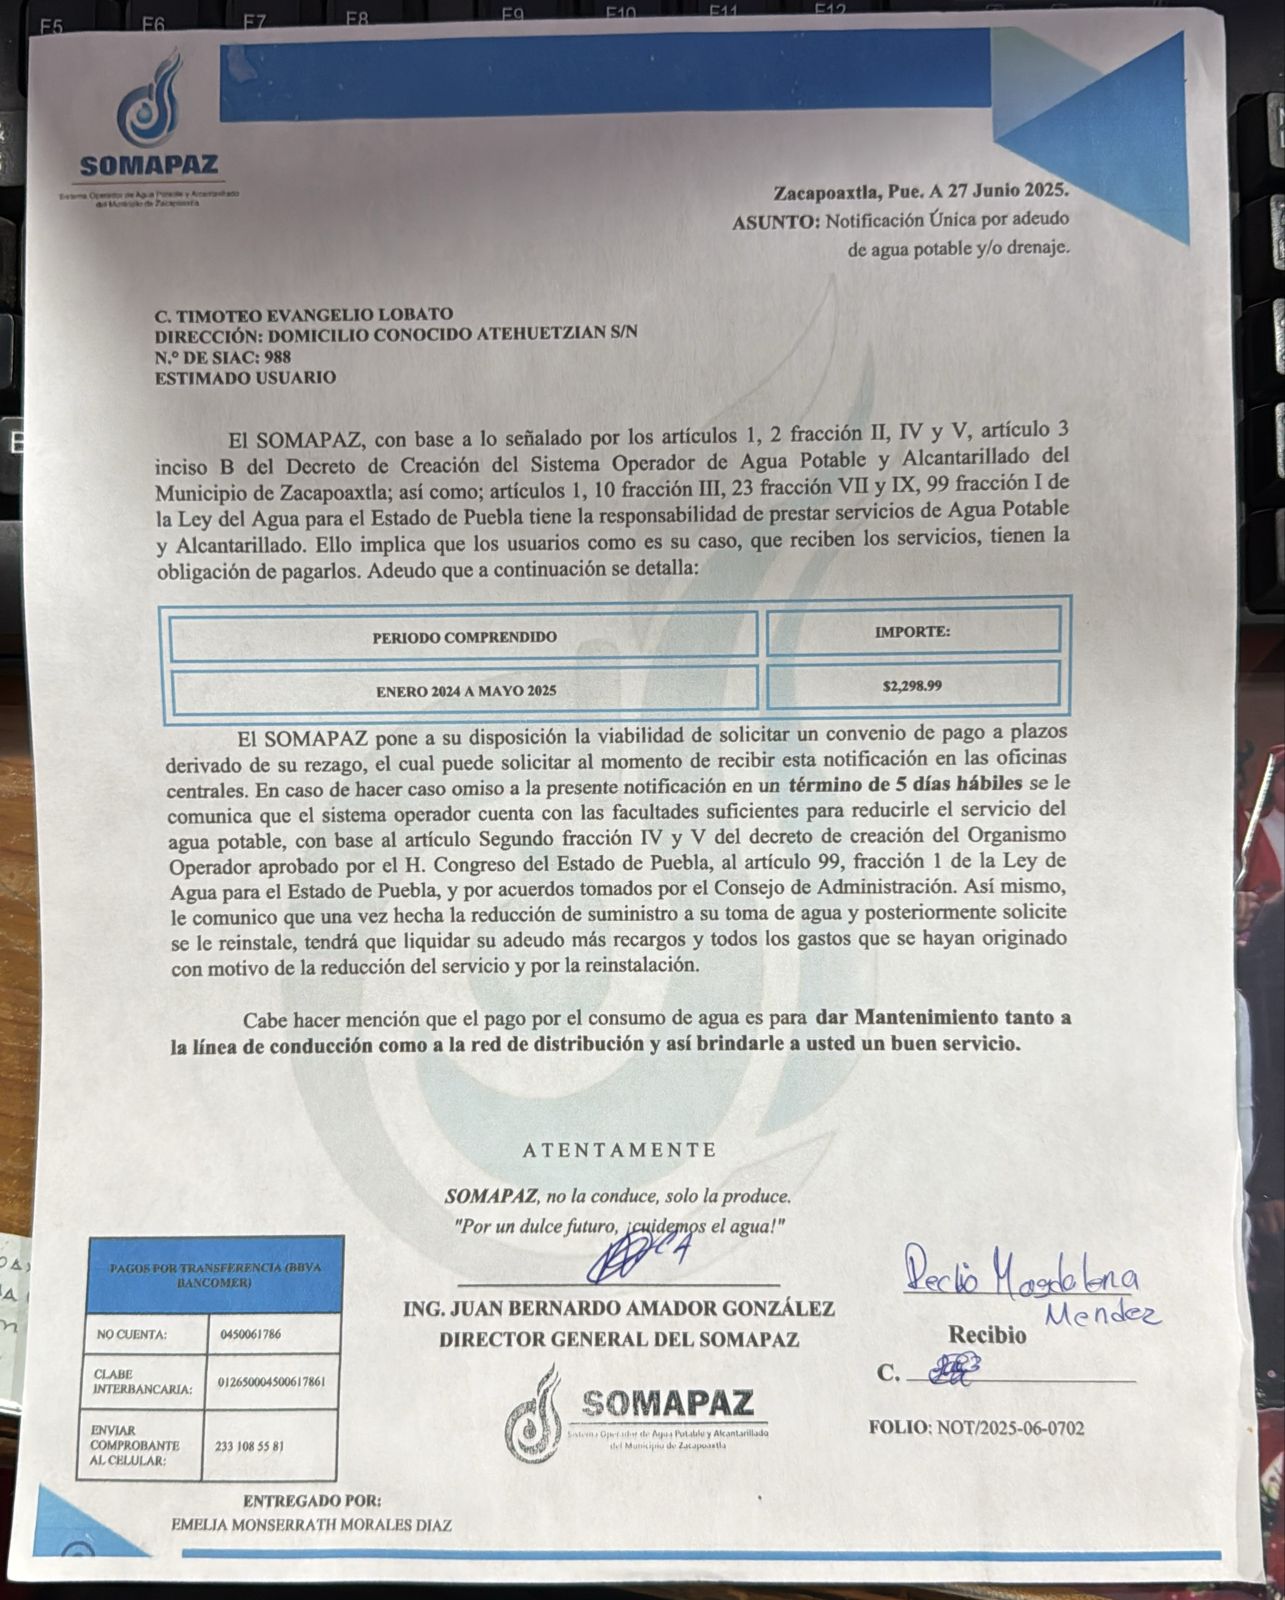 F5 F6 F7 F8 F9 F10 F11 F12
SOMAPAZ
Sistema Operador de Agua Potable y Alcantarillado
del Municipio de Zacapoaxtla
Zacapoaxtla, Pue. A 27 Junio 2025.
ASUNTO: Notificación Única por adeudo
de agua potable y/o drenaje.
C. TIMOTEO EVANGELIO LOBATO
DIRECCIÓN: DOMICILIO CONOCIDO ATEHUETZIAN S/N
N.º DE SIAC: 988
ESTIMADO USUARIO
El SOMAPAZ, con base a lo señalado por los artículos 1, 2 fracción II, IV y V, artículo 3
inciso B del Decreto de Creación del Sistema Operador de Agua Potable y Alcantarillado del
Municipio de Zacapoaxtla; así como; artículos 1, 10 fracción III, 23 fracción VII y IX, 99 fracción I de
la Ley del Agua para el Estado de Puebla tiene la responsabilidad de prestar servicios de Agua Potable
y Alcantarillado. Ello implica que los usuarios como es su caso, que reciben los servicios, tienen la
obligación de pagarlos. Adeudo que a continuación se detalla:
PERIODO COMPRENDIDO IMPORTE:
ENERO 2024 A MAYO 2025 $2,298.99
El SOMAPAZ pone a su disposición la viabilidad de solicitar un convenio de pago a plazos
derivado de su rezago, el cual puede solicitar al momento de recibir esta notificación en las oficinas
centrales. En caso de hacer caso omiso a la presente notificación en un término de 5 días hábiles se le
comunica que el sistema operador cuenta con las facultades suficientes para reducirle el servicio del
agua potable, con base al artículo Segundo fracción IV y V del decreto de creación del Organismo
Operador aprobado por el H. Congreso del Estado de Puebla, al artículo 99, fracción 1 de la Ley de
Agua para el Estado de Puebla, y por acuerdos tomados por el Consejo de Administración. Así mismo,
le comunico que una vez hecha la reducción de suministro a su toma de agua y posteriormente solicite
se le reinstale, tendrá que liquidar su adeudo más recargos y todos los gastos que se hayan originado
con motivo de la reducción del servicio y por la reinstalación.
Cabe hacer mención que el pago por el consumo de agua es para dar Mantenimiento tanto a
la línea de conducción como a la red de distribución y así brindarle a usted un buen servicio.
ATENTAMENTE
SOMAPAZ, no la conduce, solo la produce.
"Por un dulce futuro, ¡cuidemos el agua!"
ING. JUAN BERNARDO AMADOR GONZÁLEZ
DIRECTOR GENERAL DEL SOMAPAZ
SOMAPAZ
Sistema Operador de Agua Potable y Alcantarillado
del Municipio de Zacapoaxtla
Magdalena
Mendez
Recibio
C.
FOLIO: NOT/2025-06-0702
PAGOS POR TRANSFERENCIA (BBVA
BANCOMER)
NO CUENTA: 0450061786
CLABE
INTERBANCARIA: 012650004500617861
ENVIAR
COMPROBANTE
AL CELULAR: 233 108 55 81
ENTREGADO POR:
EMELIA MONSERRATH MORALES DIAZ